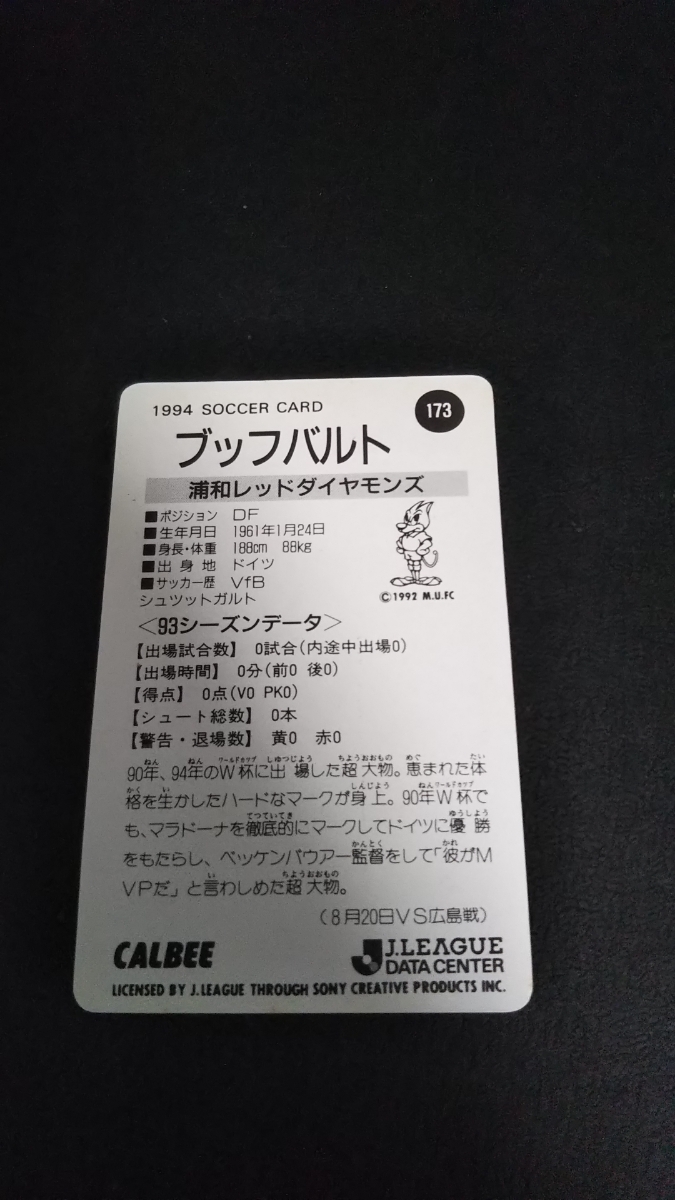 1994 SOCCER CARD
173
ブッフバルト
浦和レッドダイヤモンズ
■ポジション DF
■生年月日 1961年1月24日
■身長・体重 188cm 88kg
■出身地 ドイツ
■サッカー歴 VfB
シュツットガルト
©1992 M.U.FC
＜93シーズンデータ＞
【出場試合数】 0試合(内途中出場0)
【出場時間】 0分(前0 後0)
【得点】 0点(V0 PK0)
【シュート総数】 0本
【警告・退場数】 黄0 赤0
90年、94年のW杯に出場した超大物。恵まれた体
格を生かしたハードなマークが身上。90年W杯で
も、マラドーナを徹底的にマークしてドイツに優勝
をもたらし、ベッケンバウアー監督をして「彼がM
VPだ」と言わしめた超大物。
(8月20日VS広島戦)
CALBEE
J.LEAGUE
DATA CENTER
LICENSED BY J.LEAGUE THROUGH SONY CREATIVE PRODUCTS INC.